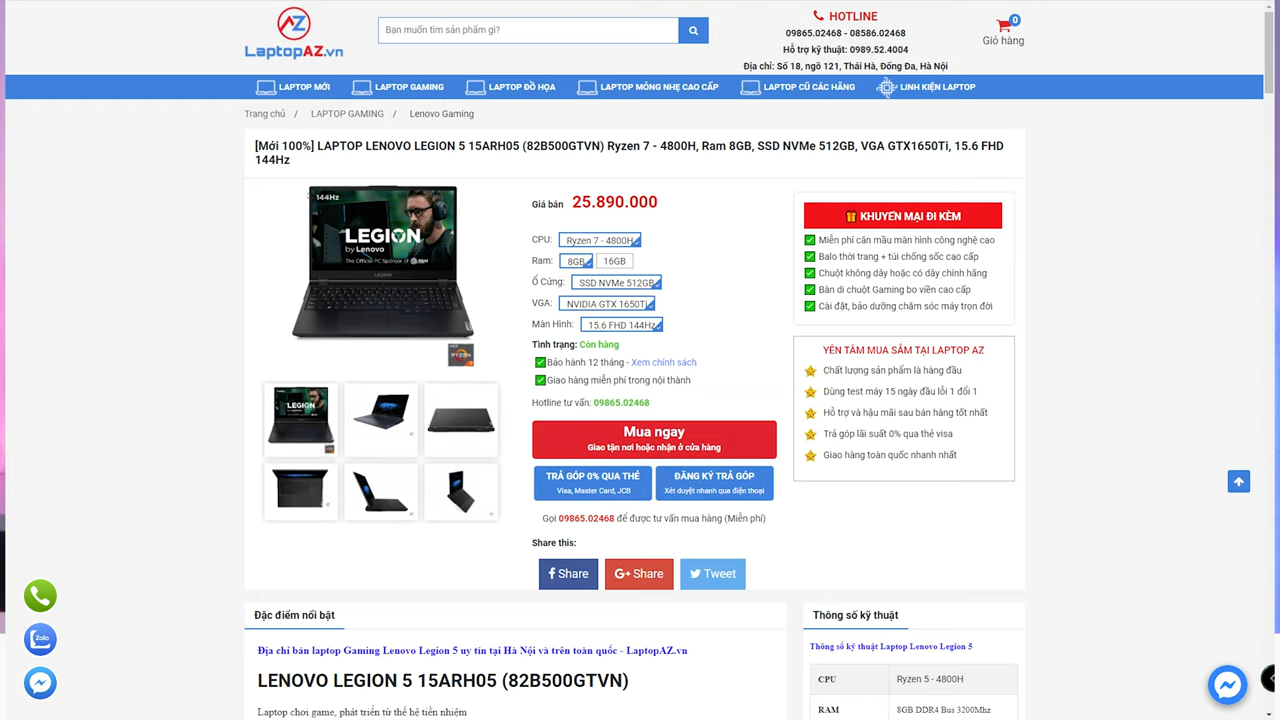 LaptopAZ.vn
Bạn muốn tìm sản phẩm gì?
HOTLINE
09865.02468 - 08586.02468
Hỗ trợ kỹ thuật: 0989.52.4004
Địa chỉ: Số 18, ngõ 121, Thái Hà, Đống Đa, Hà Nội
0
Giỏ hàng
LAPTOP MỚI
LAPTOP GAMING
LAPTOP ĐỒ HỌA
LAPTOP MỎNG NHẸ CAO CẤP
LAPTOP CŨ CÁC HÃNG
LINH KIỆN LAPTOP
Trang chủ / LAPTOP GAMING / Lenovo Gaming
[Mới 100%] LAPTOP LENOVO LEGION 5 15ARH05 (82B500GTVN) Ryzen 7 - 4800H, Ram 8GB, SSD NVMe 512GB, VGA GTX1650Ti, 15.6 FHD
144Hz
144Hz
LEGION
by Lenovo
The Official PC Sponsor of
LEGION
RYZEN
LEGION
Giá bán 25.890.000
CPU: Ryzen 7 - 4800H
Ram: 8GB 16GB
Ổ Cứng: SSD NVMe 512GB
VGA: NVIDIA GTX 1650Ti
Màn Hình: 15.6 FHD 144Hz
Tình trạng: Còn hàng
Bảo hành 12 tháng - Xem chính sách
Giao hàng miễn phí trong nội thành
Hotline tư vấn: 09865.02468
Mua ngay
Giao tận nơi hoặc nhận ở cửa hàng
TRẢ GÓP 0% QUA THẺ
Visa, Master Card, JCB
ĐĂNG KÝ TRẢ GÓP
Xét duyệt nhanh qua điện thoại
Gọi 09865.02468 để được tư vấn mua hàng (Miễn phí)
Share this:
Share
G+ Share
Tweet
KHUYẾN MẠI ĐI KÈM
Miễn phí cân mầu màn hình công nghệ cao
Balo thời trang + túi chống sốc cao cấp
Chuột không dây hoặc có dây chính hãng
Bàn di chuột Gaming bo viền cao cấp
Cài đặt, bảo dưỡng chăm sóc máy trọn đời
YÊN TÂM MUA SẮM TẠI LAPTOP AZ
Chất lượng sản phẩm là hàng đầu
Dùng test máy 15 ngày đầu lỗi 1 đổi 1
Hỗ trợ và hậu mãi sau bán hàng tốt nhất
Trả góp lãi suất 0% qua thẻ visa
Giao hàng toàn quốc nhanh nhất
Zalo
Đặc điểm nổi bật
Địa chỉ bán laptop Gaming Lenovo Legion 5 uy tín tại Hà Nội và trên toàn quốc - LaptopAZ.vn
LENOVO LEGION 5 15ARH05 (82B500GTVN)
Laptop chơi game, phát triển từ thế hệ tiền nhiệm
Thông số kỹ thuật
Thông số kỹ thuật Laptop Lenovo Legion 5
CPU Ryzen 5 - 4800H
RAM 8GB DDR4 Bus 3200Mhz